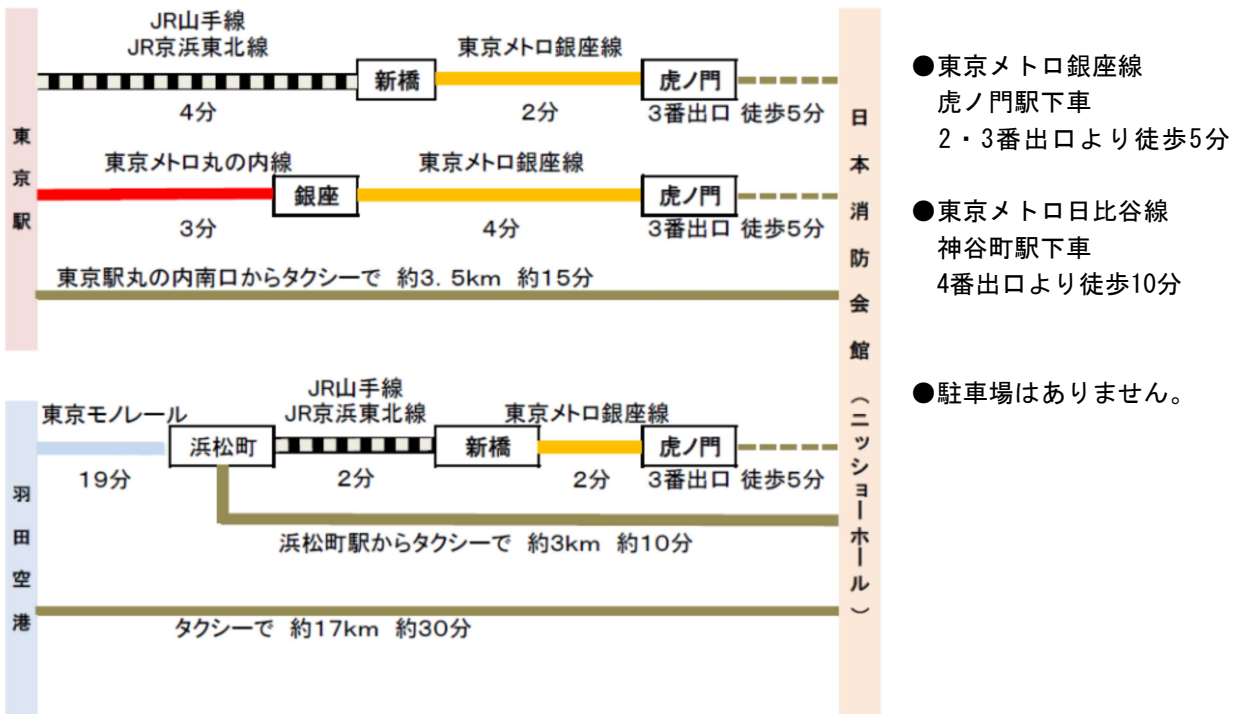 東京駅
JR山手線
JR京浜東北線
東京メトロ銀座線
新橋
虎ノ門
4分
2分
3番出口 徒歩5分
東京メトロ丸の内線
東京メトロ銀座線
銀座
虎ノ門
3分
4分
3番出口 徒歩5分
東京駅丸の内南口からタクシーで 約3.5km 約15分
羽田空港
東京モノレール
JR山手線
JR京浜東北線
東京メトロ銀座線
浜松町
新橋
虎ノ門
19分
2分
2分
3番出口 徒歩5分
浜松町駅からタクシーで 約3km 約10分
タクシーで 約17km 約30分
日本消防会館（ニッショーホール）
●東京メトロ銀座線
虎ノ門駅下車
2・3番出口より徒歩5分
●東京メトロ日比谷線
神谷町駅下車
4番出口より徒歩10分
●駐車場はありません。